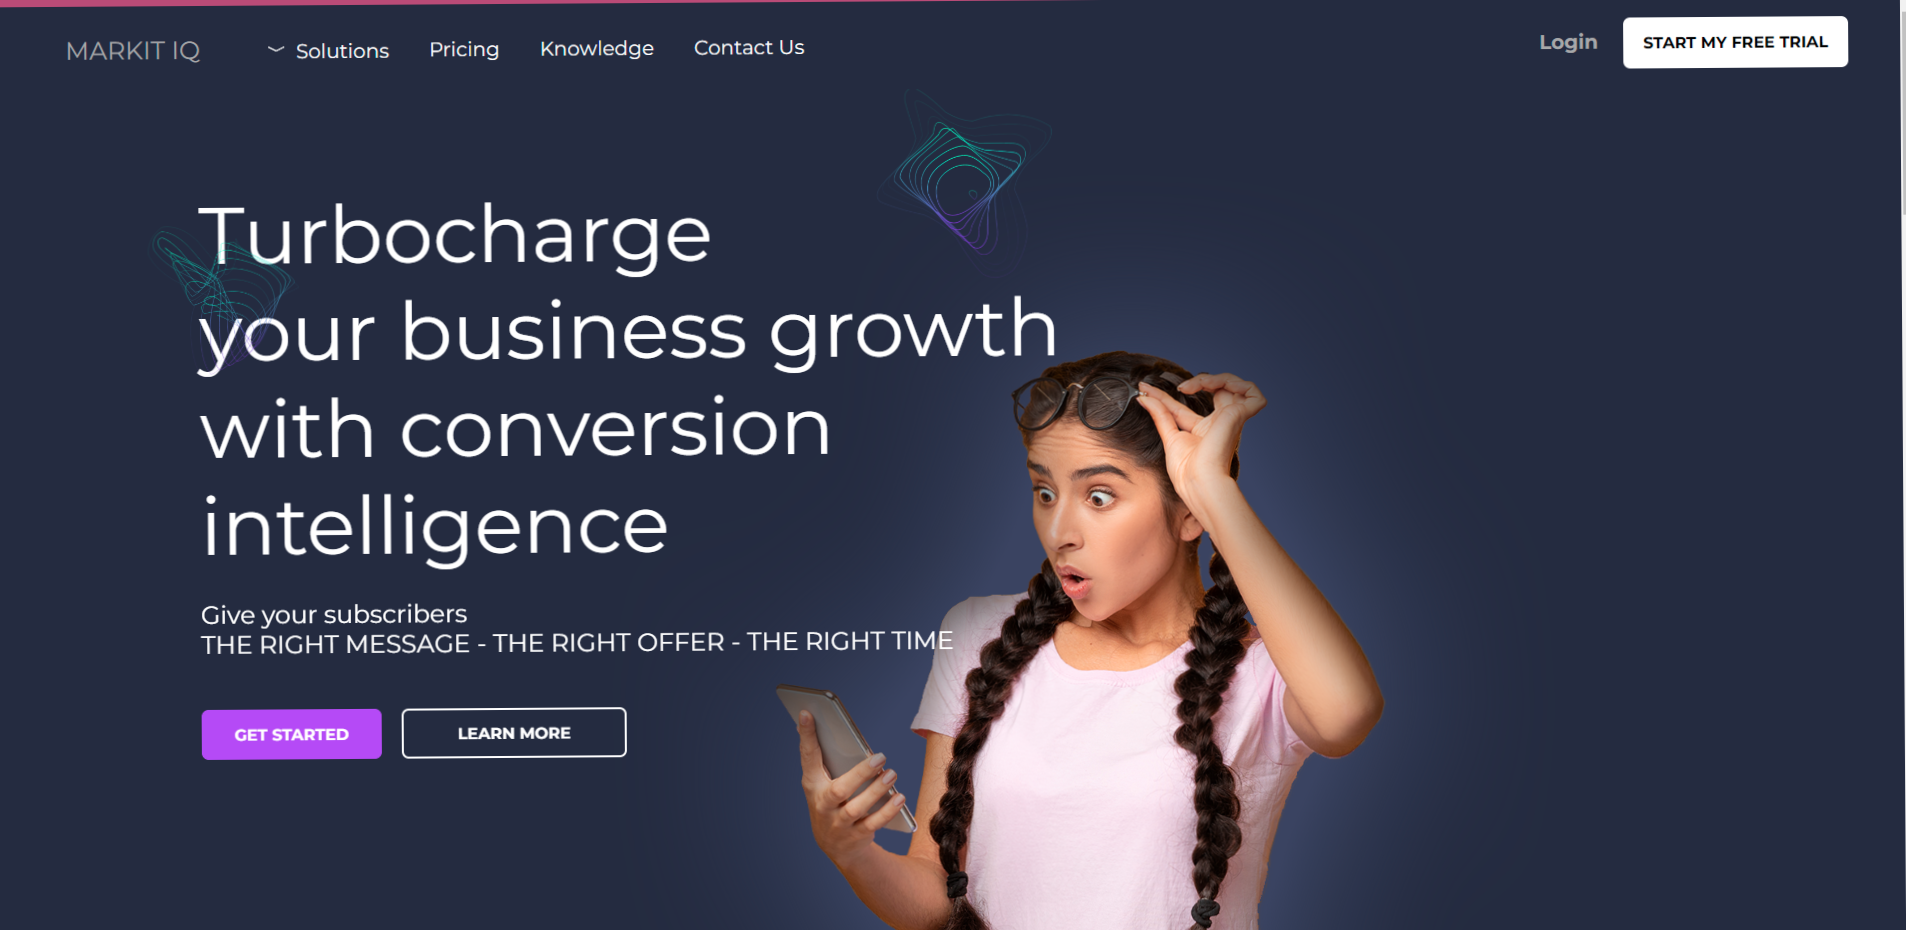 MARKIT IQ
Solutions
Pricing
Knowledge
Contact Us
Login
START MY FREE TRIAL
Turbocharge
your business growth
with conversion
intelligence
Give your subscribers
THE RIGHT MESSAGE - THE RIGHT OFFER - THE RIGHT TIME
GET STARTED
LEARN MORE